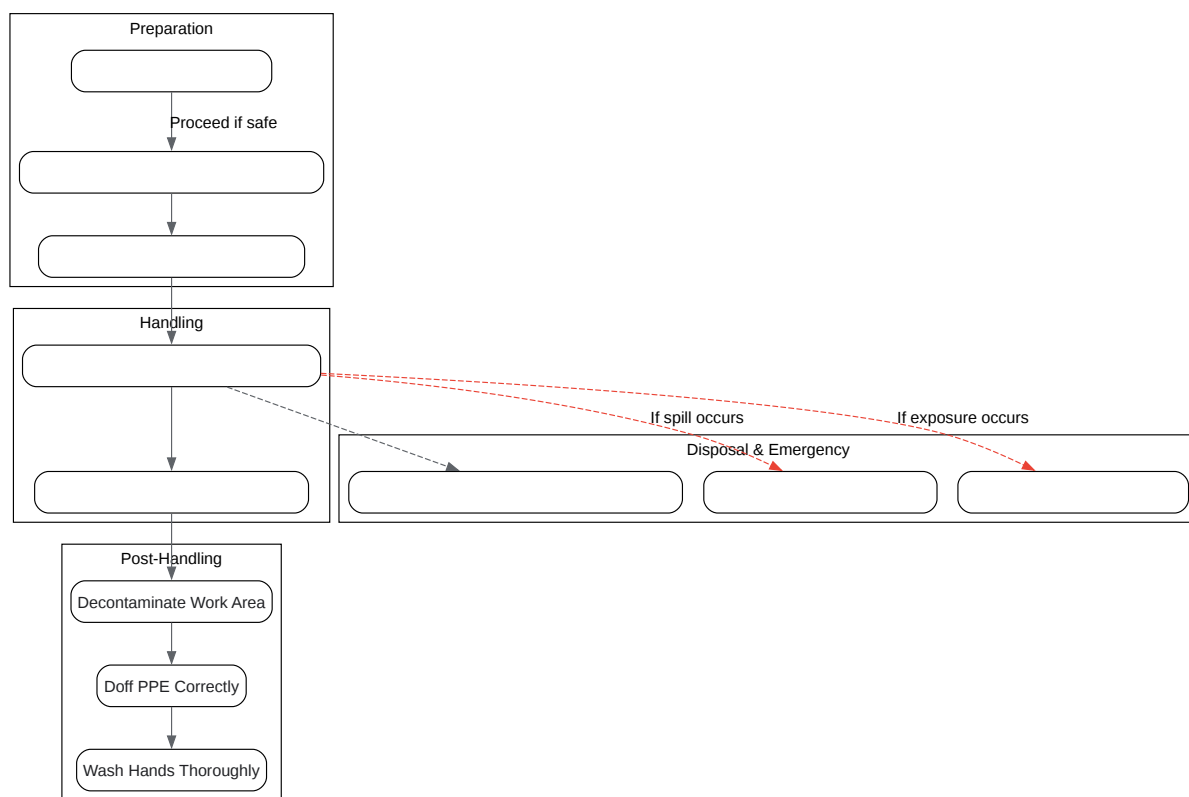 Preparation
Proceed if safe
Handling
If spill occurs
If exposure occurs
Disposal & Emergency
Post-Handling
Decontaminate Work Area
Doff PPE Correctly
Wash Hands Thoroughly